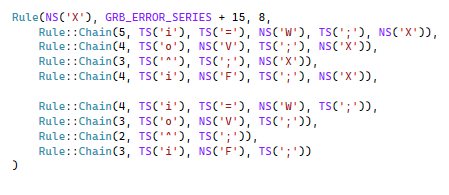 Rule(NS('X'), GRB_ERROR_SERIES + 15, 8,
    Rule::Chain(5, TS('i'), TS('='), NS('W'), TS(';'), NS('X')),
    Rule::Chain(4, TS('o'), NS('V'), TS(';'), NS('X')),
    Rule::Chain(3, TS('^'), TS(';'), NS('X')),
    Rule::Chain(4, TS('i'), NS('F'), TS(';'), NS('X')),

    Rule::Chain(4, TS('i'), TS('='), NS('W'), TS(';')),
    Rule::Chain(3, TS('o'), NS('V'), TS(';')),
    Rule::Chain(2, TS('^'), TS(';')),
    Rule::Chain(3, TS('i'), NS('F'), TS(';'))
)